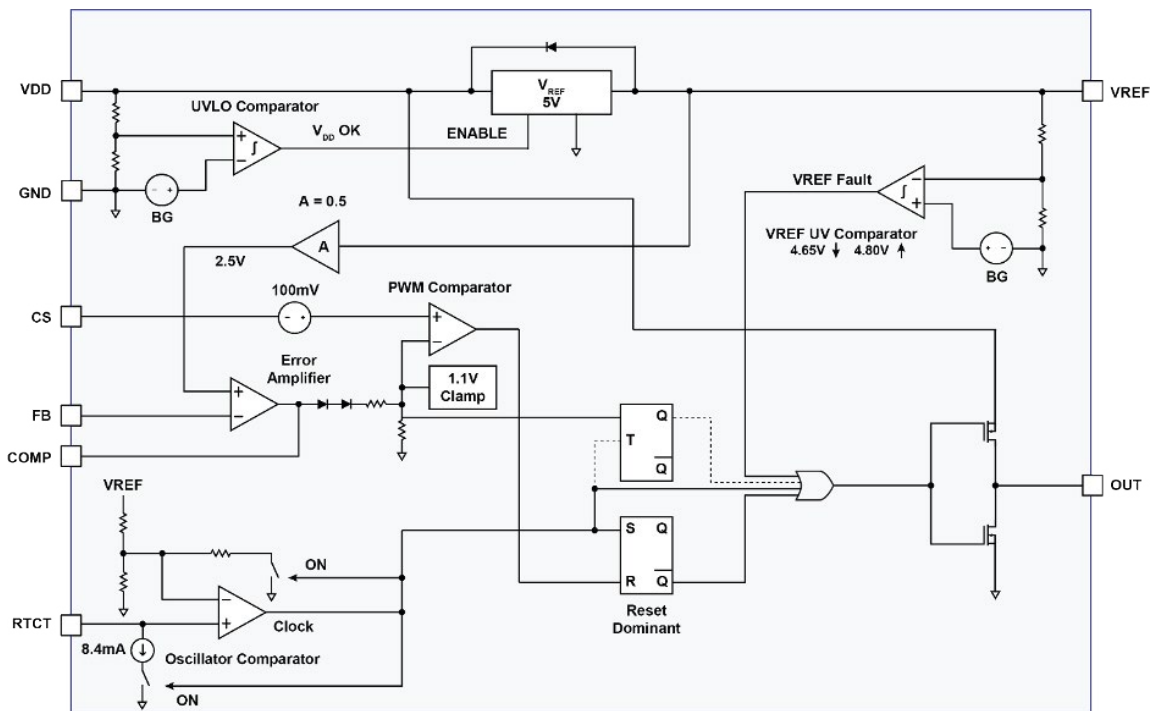 VDD
UVLO Comparator
V_DD OK
ENABLE
V_REF
5V
VREF
GND
BG
A = 0.5
A
2.5V
VREF Fault
VREF UV Comparator
4.65V ↓ 4.80V ↑
BG
CS
100mV
PWM Comparator
Error
Amplifier
1.1V
Clamp
FB
COMP
T
Q
Q̅
OUT
VREF
ON
S
Q
R
Q̅
Reset
Dominant
RTCT
8.4mA
Clock
Oscillator Comparator
ON